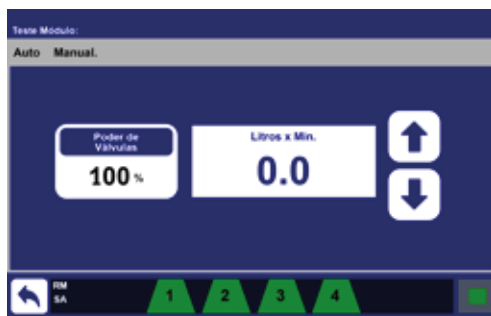 Teste Módulo:
Auto Manual.
Poder de
Válvulas
100 %
Litros x Min.
0.0
RM
SA
1 2 3 4